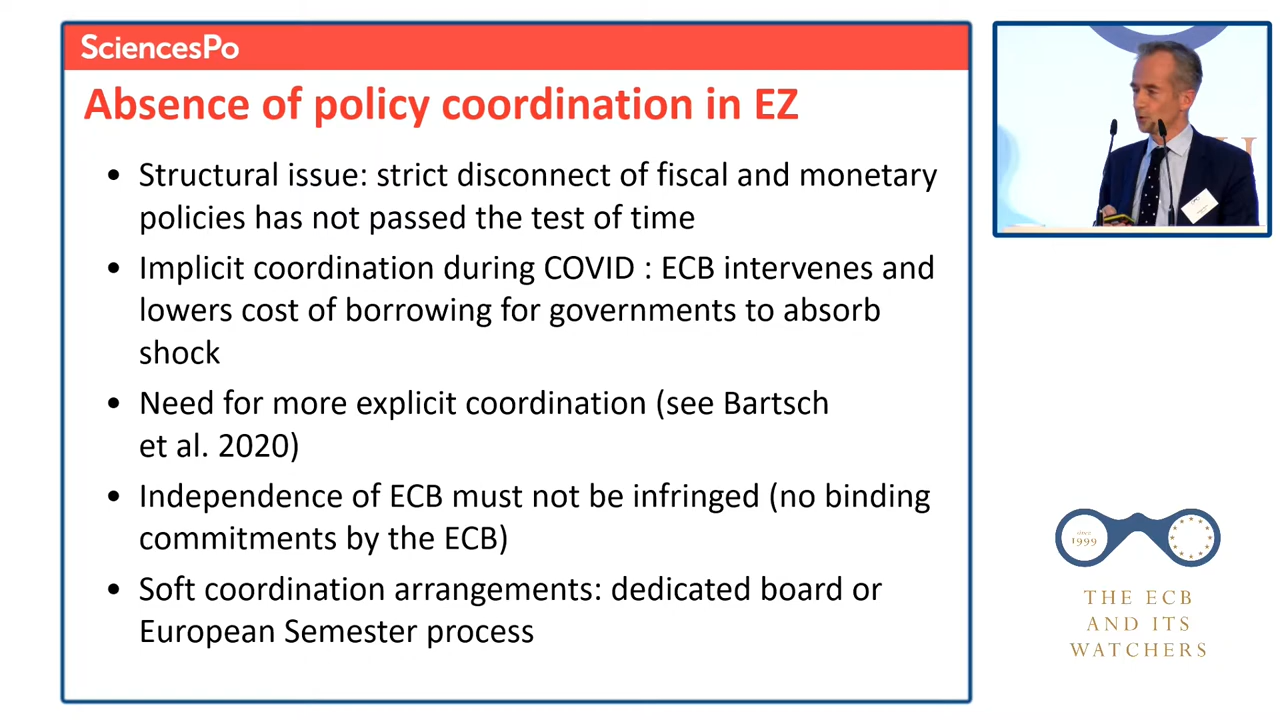 SciencesPo
Absence of policy coordination in EZ
• Structural issue: strict disconnect of fiscal and monetary
policies has not passed the test of time
• Implicit coordination during COVID : ECB intervenes and
lowers cost of borrowing for governments to absorb
shock
• Need for more explicit coordination (see Bartsch
et al. 2020)
• Independence of ECB must not be infringed (no binding
commitments by the ECB)
• Soft coordination arrangements: dedicated board or
European Semester process
since
1999
THE ECB
AND ITS
WATCHERS